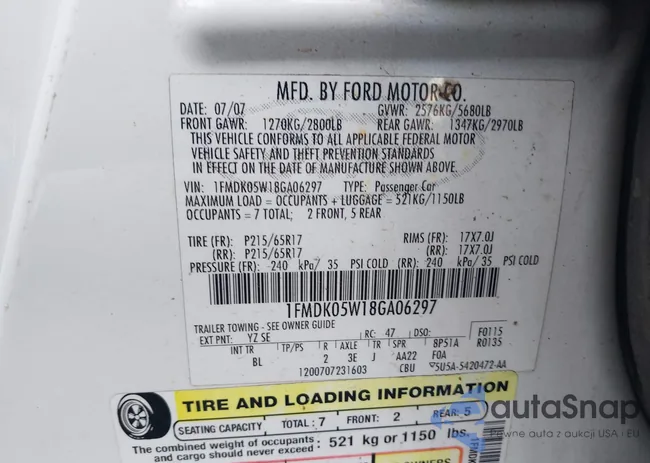 MFD. BY FORD MOTOR CO.
DATE: 07/07 GVWR: 2576KG/5680LB
FRONT GAWR: 1270KG/2800LB REAR GAWR: 1347KG/2970LB
THIS VEHICLE CONFORMS TO ALL APPLICABLE FEDERAL MOTOR
VEHICLE SAFETY AND THEFT PREVENTION STANDARDS
IN EFFECT ON THE DATE OF MANUFACTURE SHOWN ABOVE.
VIN: 1FMDK05W18GA06297 TYPE: Passenger Car
MAXIMUM LOAD = OCCUPANTS + LUGGAGE = 521KG/1150LB
OCCUPANTS = 7 TOTAL; 2 FRONT, 5 REAR
TIRE (FR): P215/65R17 RIMS (FR): 17X7.0J
(RR): P215/65R17 (RR): 17X7.0J
PRESSURE (FR): 240 kPa/ 35 PSI COLD (RR): 240 kPa/ 35 PSI COLD
1FMDK05W18GA06297
TRAILER TOWING - SEE OWNER GUIDE
EXT PNT: YZ SE RC: 47 DSO: F0115
INT TR TP/PS R AXLE TR SPR 8P51A R0135
BL 2 3E J AA22 FOA
1200707231603 CBU 5U5A-5420472-AA
TIRE AND LOADING INFORMATION
SEATING CAPACITY TOTAL: 7 FRONT: 2 REAR: 5
The combined weight of occupants
and cargo should never exceed: 521 kg or 1150 lbs.
autaSnap
Pewne auta z aukcji USA i EU